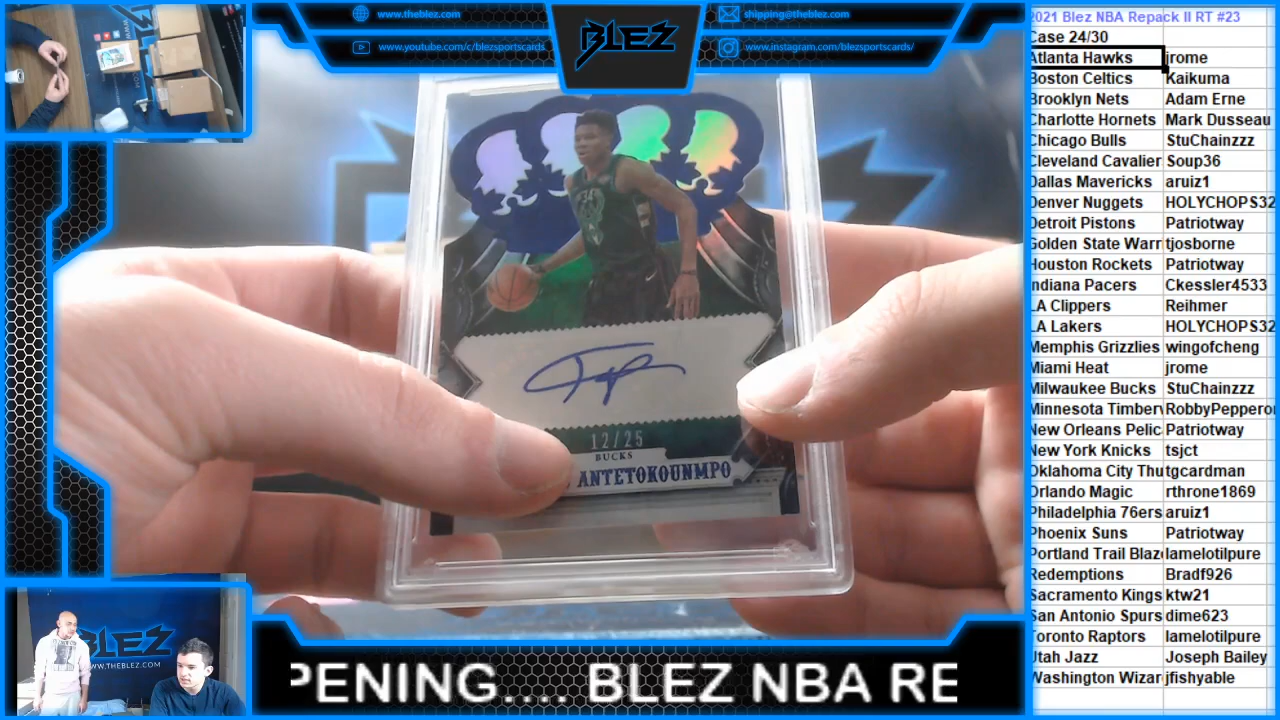 www.theblez.com
www.youtube.com/c/blezsportscards
BLEZ
shipping@theblez.com
www.instagram.com/blezsportscards/
34
12/25
BUCKS
ANTETOKOUNMPO
BLEZ
WWW.THEBLEZ.COM
PENING.... BLEZ NBA RE
2021 Blez NBA Repack II RT #23
Case 24/30
Atlanta Hawks jrome
Boston Celtics Kaikuma
Brooklyn Nets Adam Erne
Charlotte Hornets Mark Dusseau
Chicago Bulls StuChainzzz
Cleveland Cavalier Soup36
Dallas Mavericks aruiz1
Denver Nuggets HOLYCHOPS32
Detroit Pistons Patriotway
Golden State Warr tjosborne
Houston Rockets Patriotway
Indiana Pacers Ckessler4533
LA Clippers Reihmer
LA Lakers HOLYCHOPS32
Memphis Grizzlies wingofcheng
Miami Heat jrome
Milwaukee Bucks StuChainzzz
Minnesota Timberv RobbyPepperon
New Orleans Pelic Patriotway
New York Knicks tsjct
Oklahoma City Thu tgcardman
Orlando Magic rthrone1869
Philadelphia 76ers aruiz1
Phoenix Suns Patriotway
Portland Trail Blaz lamelotilpure
Redemptions Bradf926
Sacramento Kings ktw21
San Antonio Spurs dime623
Toronto Raptors lamelotilpure
Utah Jazz Joseph Bailey
Washington Wizar jfishyable